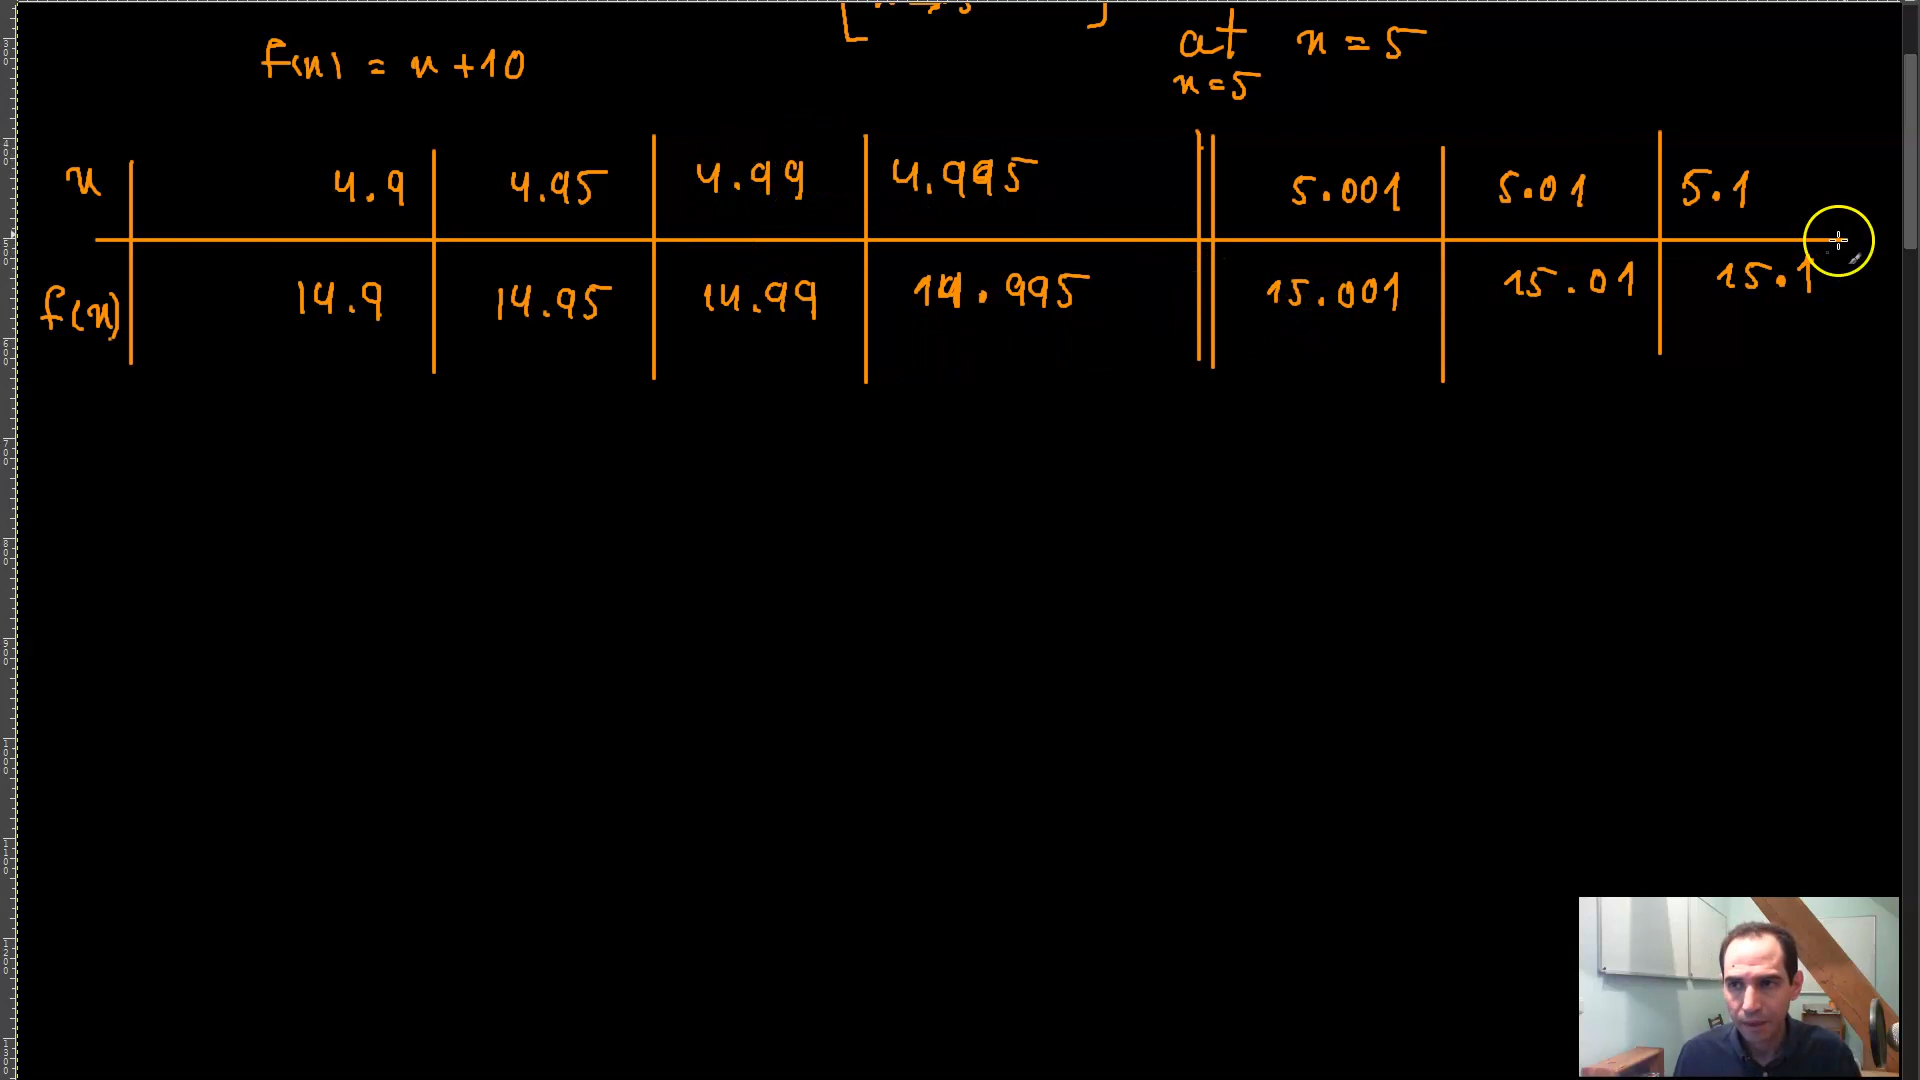 f(x) = x + 10
at x = 5
x = 5
x 4.9 4.95 4.99 4.995 5.001 5.01 5.1
f(x) 14.9 14.95 14.99 14.995 15.001 15.01 15.1